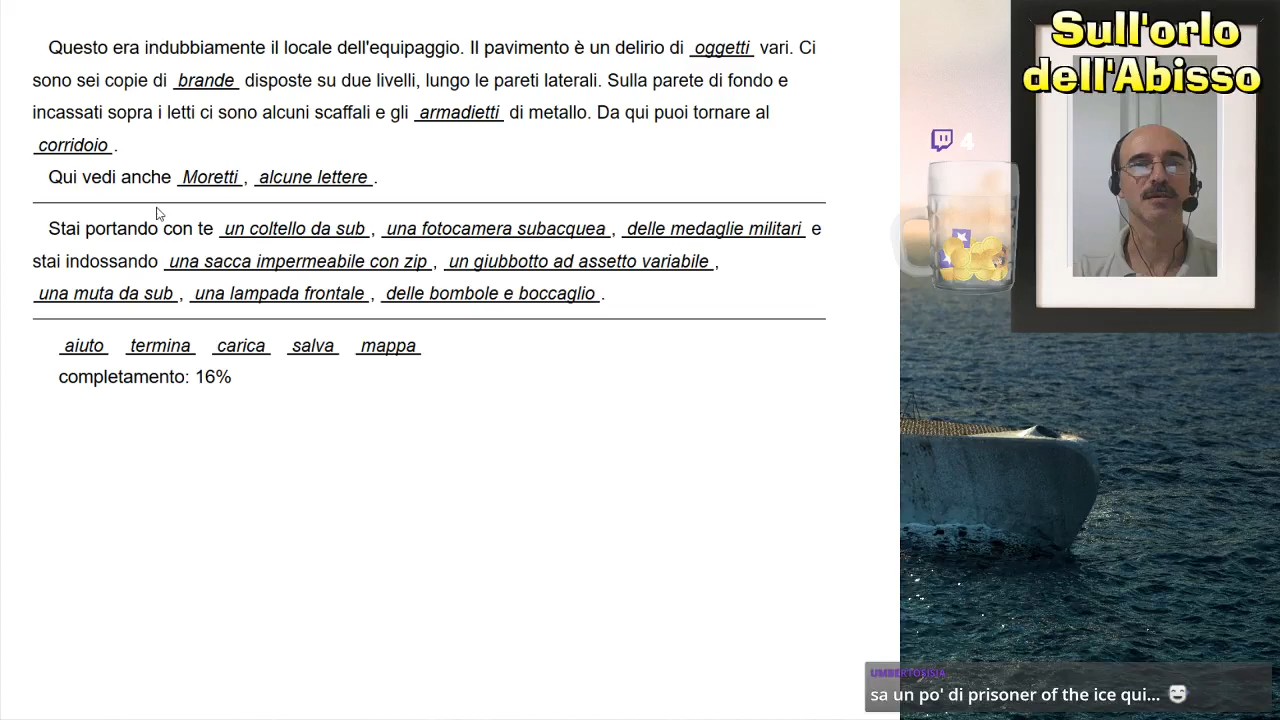 Questo era indubbiamente il locale dell'equipaggio. Il pavimento è un delirio di oggetti vari. Ci
sono sei copie di brande disposte su due livelli, lungo le pareti laterali. Sulla parete di fondo e
incassati sopra i letti ci sono alcuni scaffali e gli armadietti di metallo. Da qui puoi tornare al
corridoio .
Qui vedi anche Moretti , alcune lettere .
Stai portando con te un coltello da sub , una fotocamera subacquea , delle medaglie militari e
stai indossando una sacca impermeabile con zip , un giubbotto ad assetto variabile ,
una muta da sub , una lampada frontale , delle bombole e boccaglio .
aiuto termina carica salva mappa
completamento: 16%
Sull'orlo
dell'Abisso
4
UMBERTOSISIA
sa un po' di prisoner of the ice qui...